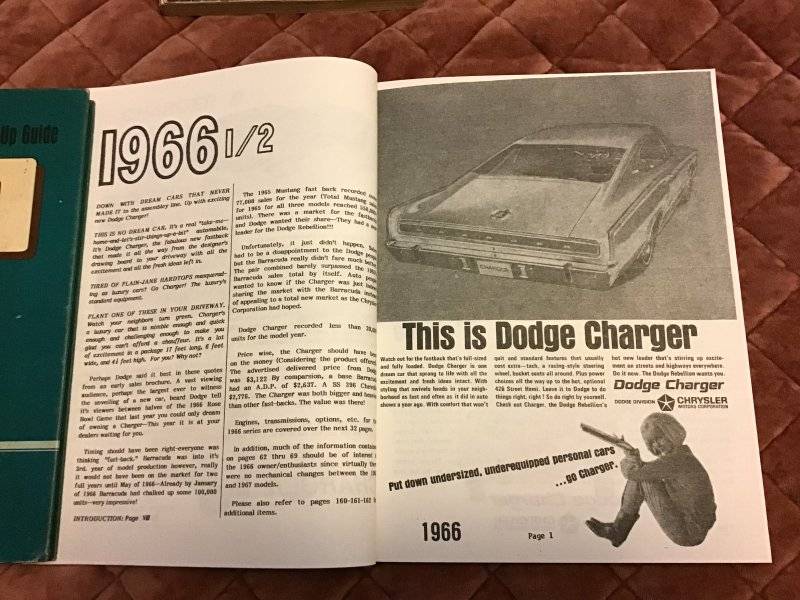 Up Guide
1966 1/2
DOWN WITH DREAM CARS THAT NEVER
MADE IT to the assembly line. Up with exciting
new Dodge Charger!
THIS IS NO DREAM CAR. It's a real "take-me-
home-and-let's-stir-things-up-a-bit" automobile.
It's Dodge Charger, the fabulous new fastback
that made it all the way from the designer's
drawing board to your driveway with all the
excitement and all the fresh ideas left in.
TIRED OF PLAIN-JANE HARDTOPS masquerad-
ing as luxury cars? Go Charger! The luxury's
standard equipment.
PLANT ONE OF THESE IN YOUR DRIVEWAY.
Watch your neighbors turn green. Charger's
a luxury car that is nimble enough and quick
enough and challenging enough to make you
glad you can't afford a chauffeur. It's a lot
of excitement in a package 17 feet long, 6 feet
wide, and 4½ feet high. For you? Why not?
Perhaps Dodge said it best in these quotes
from an early sales brochure. A vast viewing
audience, perhaps the largest ever to witness
the unveiling of a new car, heard Dodge tell
it's viewers between halves of the 1966 Rose
Bowl Game that last year you could only dream
of owning a Charger—This year it is at your
dealers waiting for you.
Timing should have been right-everyone was
thinking "fast-back." Barracuda was into it's
3rd. year of model production however, really
it would not have been on the market for two
full years until May of 1966—Already by January
of 1966 Barracuda had chalked up some 100,000
units—very impressive!
INTRODUCTION: Page VIII
The 1965 Mustang fast back recorded
77,000 sales for the year (Total Mustang sales
for 1965 for all three models reached
units). There was a market for the fastback
and Dodge wanted their share—They had a new
leader for the Dodge Rebellion!!!
Unfortunately, it just didn't happen.
had to be a disappointment to the Dodge people
but the Barracuda really didn't fare much better.
The pair combined barely surpassed the
Barracuda sales total by itself. Auto
wanted to know if the Charger was just
sharing the market with the Barracuda instead
of appealing to a total new market as the Chrysler
Corporation had hoped.
Dodge Charger recorded less than
units for the model year.
Price wise, the Charger should have been
on the money (Considering the product offered).
The advertised delivered price from Dodge
was $3,122 By comparsion, a base Barracuda
had an A.D.P. of $2,637. A SS 396 Chevelle
$2,776. The Charger was both bigger and heavier
than other fast-backs. The value was there!
Engines, transmissions, options, etc. for the
1966 series are covered over the next 32 pages.
In addition, much of the information contained
on pages 62 thru 69 should be of interest to
the 1966 owner/enthusiast since virtually there
were no mechanical changes between the
and 1967 models.
Please also refer to pages 160-161-162 for
additional items.
CHARGER
This is Dodge Charger
Watch out for the fastback that's full-sized
and fully loaded. Dodge Charger is one
dream car that sprang to life with all the
excitement and fresh ideas intact. With
styling that swivels heads in your neigh-
borhood as fast and often as it did in auto
shows a year ago. With comfort that won't
quit and standard features that usually
cost extra—tach, a racing-style steering
wheel, bucket seats all around. Plus power
choices all the way up to the hot, optional
426 Street Hemi. Leave it to Dodge to do
things right, right! So do right by yourself.
Check out Charger, the Dodge Rebellion's
hot new leader that's stirring up excite-
ment on streets and highways everywhere.
Do it now. The Dodge Rebellion wants you.
Dodge Charger
DODGE DIVISION CHRYSLER
MOTORS CORPORATION
Put down undersized, underequipped personal cars
...go Charger.
1966
Page 1